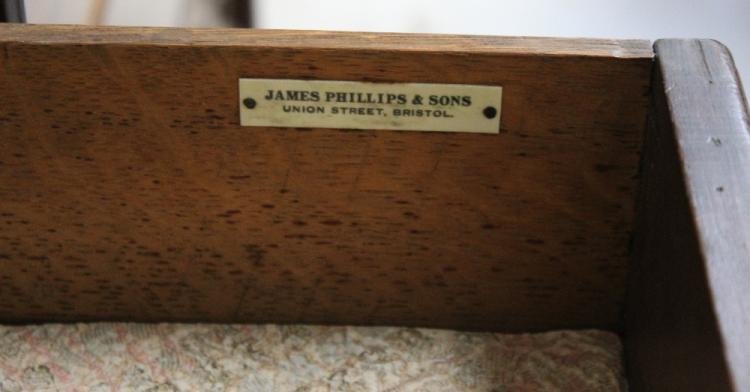 JAMES PHILLIPS & SONS
UNION STREET, BRISTOL.